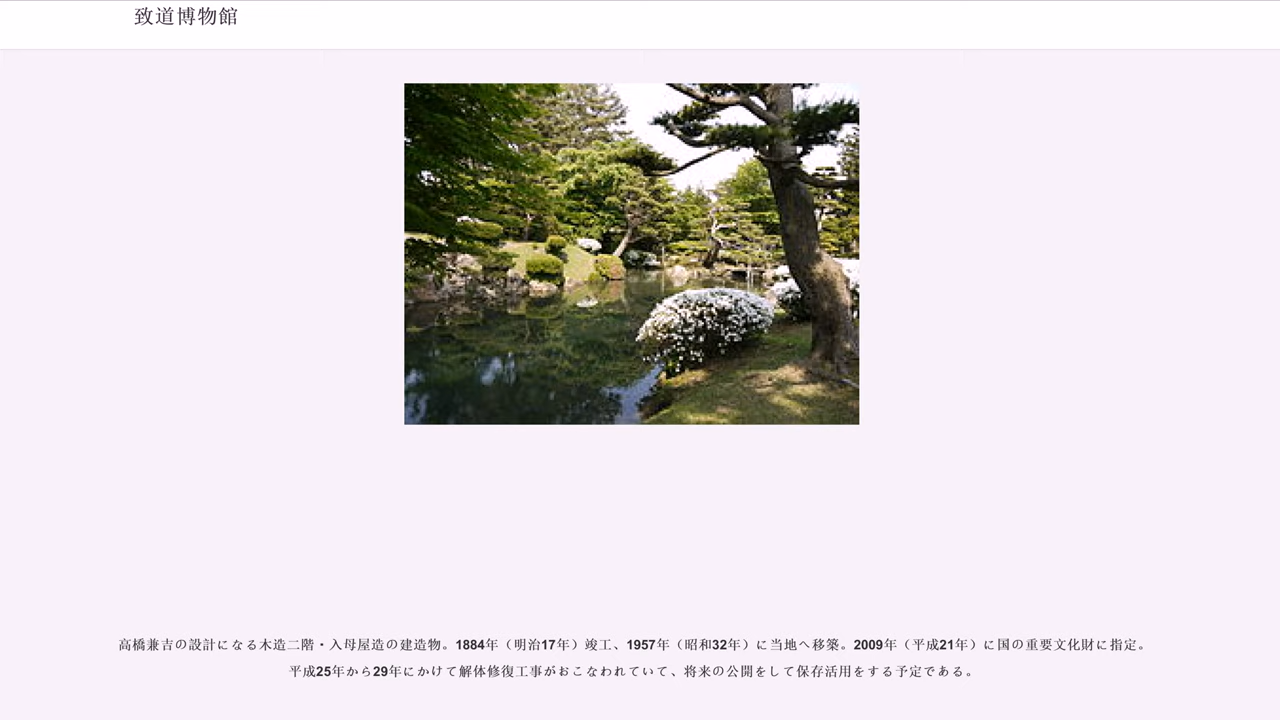 致道博物館
高橋兼吉の設計になる木造二階・入母屋造の建造物。1884年（明治17年）竣工、1957年（昭和32年）に当地へ移築。2009年（平成21年）に国の重要文化財に指定。
平成25年から29年にかけて解体修復工事がおこなわれていて、将来の公開をして保存活用をする予定である。